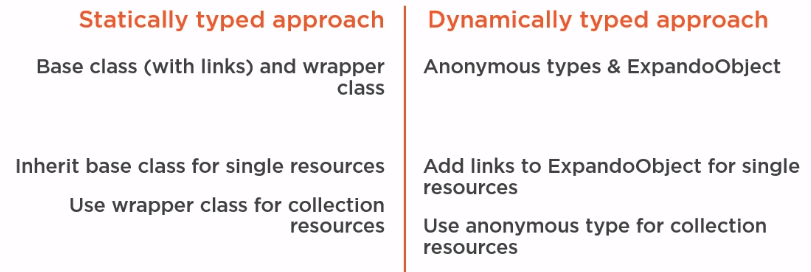 Statically typed approach
Base class (with links) and wrapper
class
Inherit base class for single resources
Use wrapper class for collection
resources
Dynamically typed approach
Anonymous types & ExpandoObject
Add links to ExpandoObject for single
resources
Use anonymous type for collection
resources